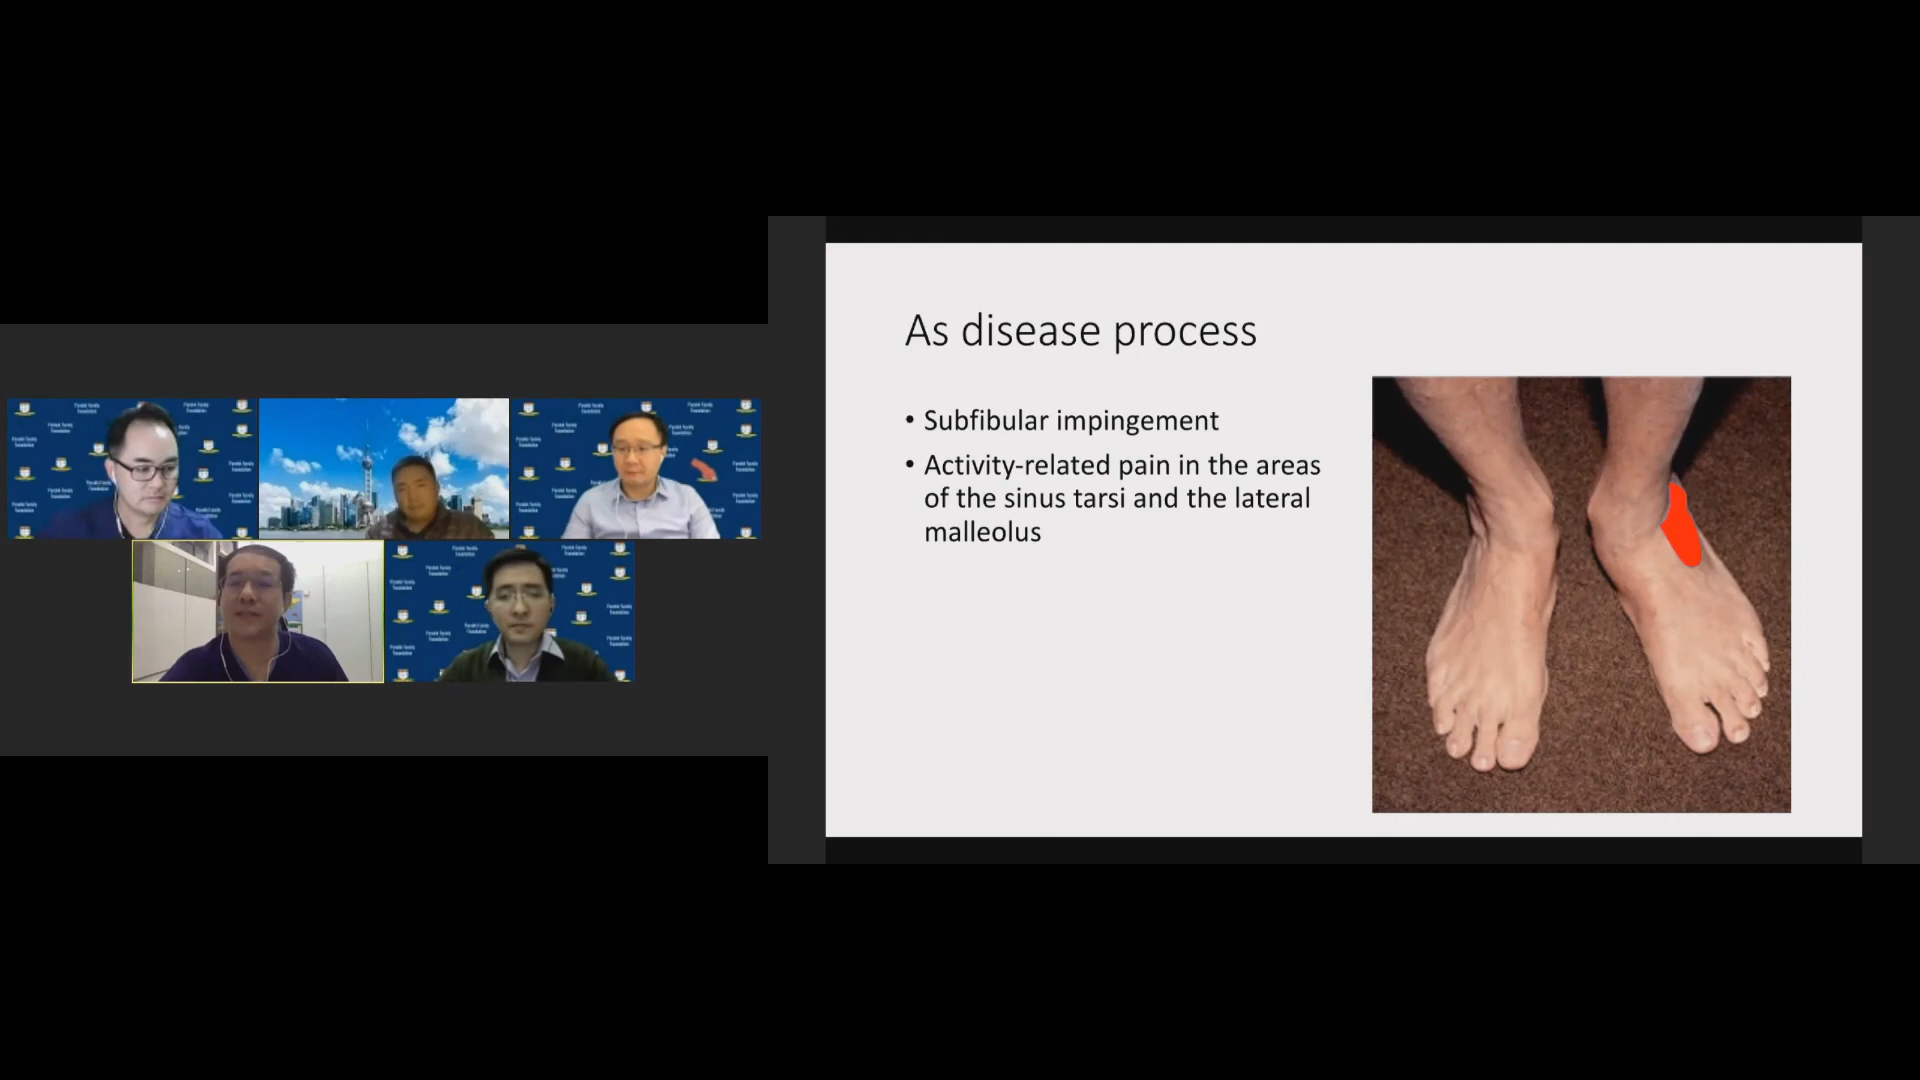 As disease process
• Subfibular impingement
• Activity-related pain in the areas
of the sinus tarsi and the lateral
malleolus